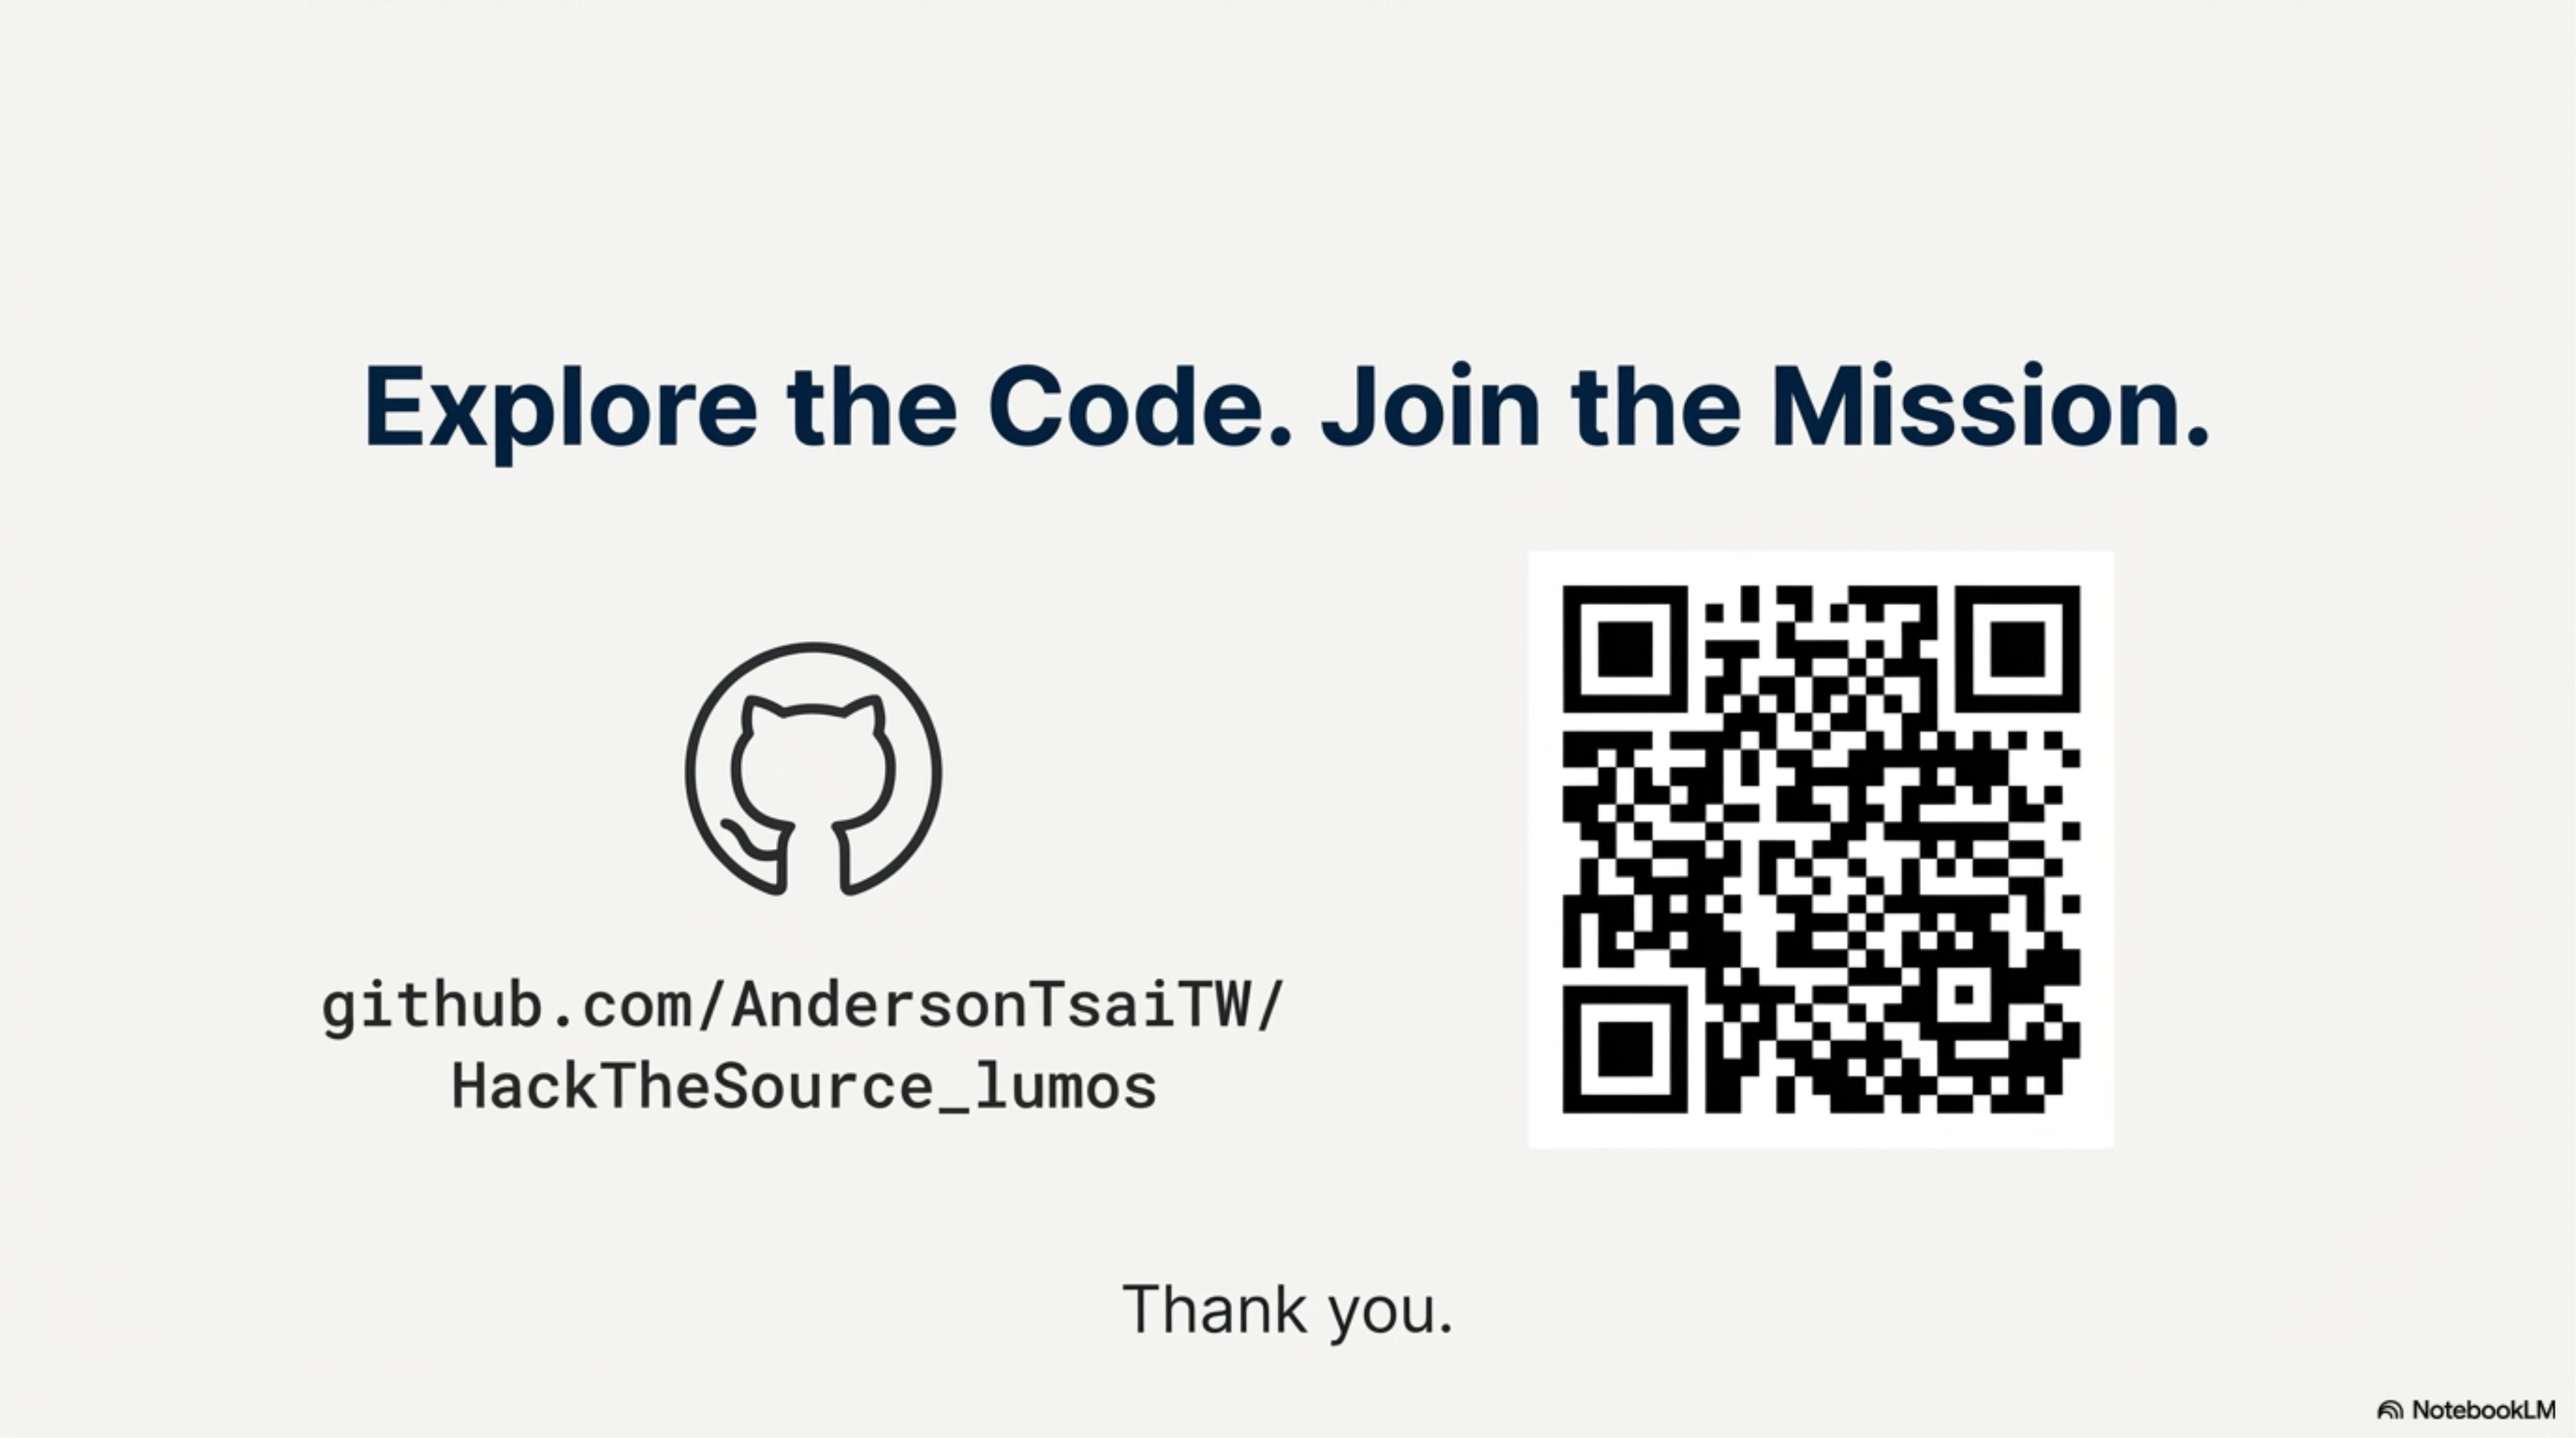 Explore the Code. Join the Mission.
github.com/AndersonTsaiTW/
HackTheSource_lumos
Thank you.
NotebookLM